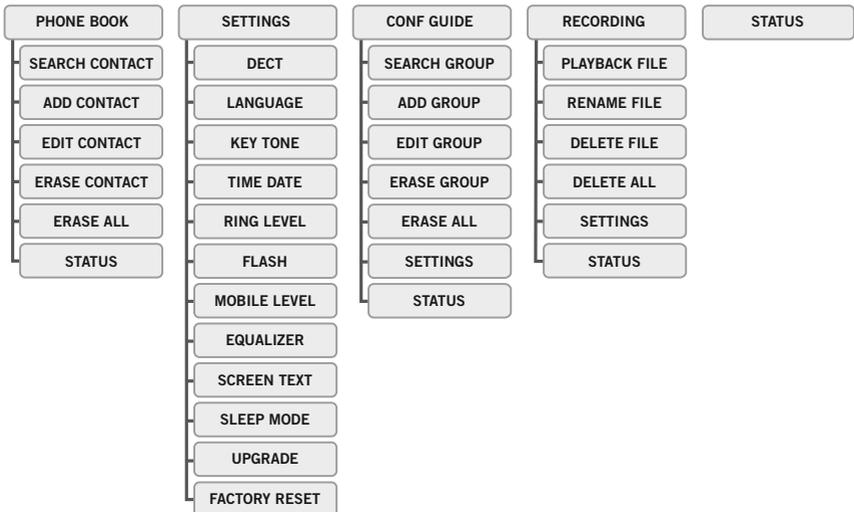 PHONE BOOK
SEARCH CONTACT
ADD CONTACT
EDIT CONTACT
ERASE CONTACT
ERASE ALL
STATUS
SETTINGS
DECT
LANGUAGE
KEY TONE
TIME DATE
RING LEVEL
FLASH
MOBILE LEVEL
EQUALIZER
SCREEN TEXT
SLEEP MODE
UPGRADE
FACTORY RESET
CONF GUIDE
SEARCH GROUP
ADD GROUP
EDIT GROUP
ERASE GROUP
ERASE ALL
SETTINGS
STATUS
RECORDING
PLAYBACK FILE
RENAME FILE
DELETE FILE
DELETE ALL
SETTINGS
STATUS
STATUS